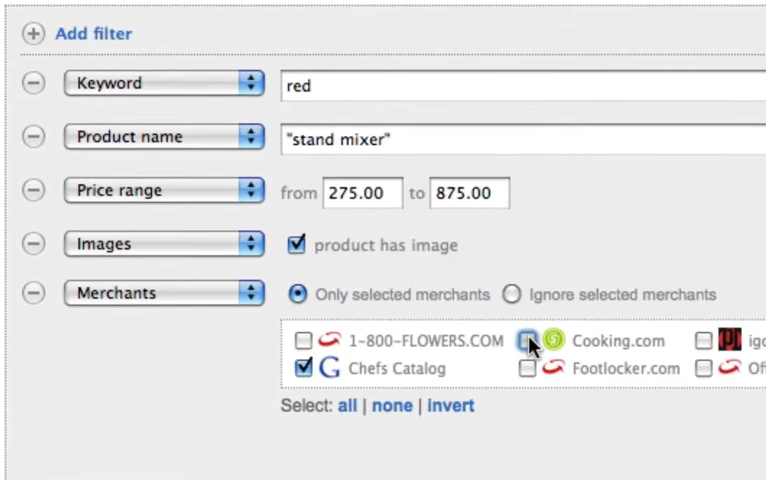 Add filter
Keyword red
Product name "stand mixer"
Price range from 275.00 to 875.00
Images product has image
Merchants Only selected merchants Ignore selected merchants
1-800-FLOWERS.COM Cooking.com
Chefs Catalog Footlocker.com
Select: all | none | invert